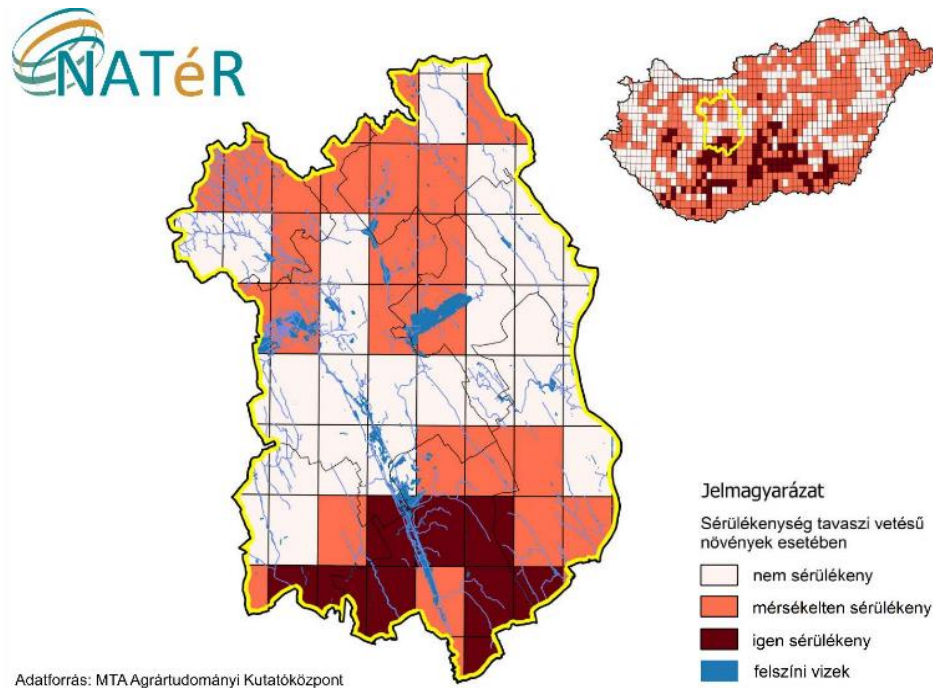 NATéR
Jelmagyarázat
Sérülékenység tavaszi vetésű
növények esetében
nem sérülékeny
mérsékelten sérülékeny
igen sérülékeny
felszíni vizek
Adatforrás: MTA Agrártudományi Kutatóközpont